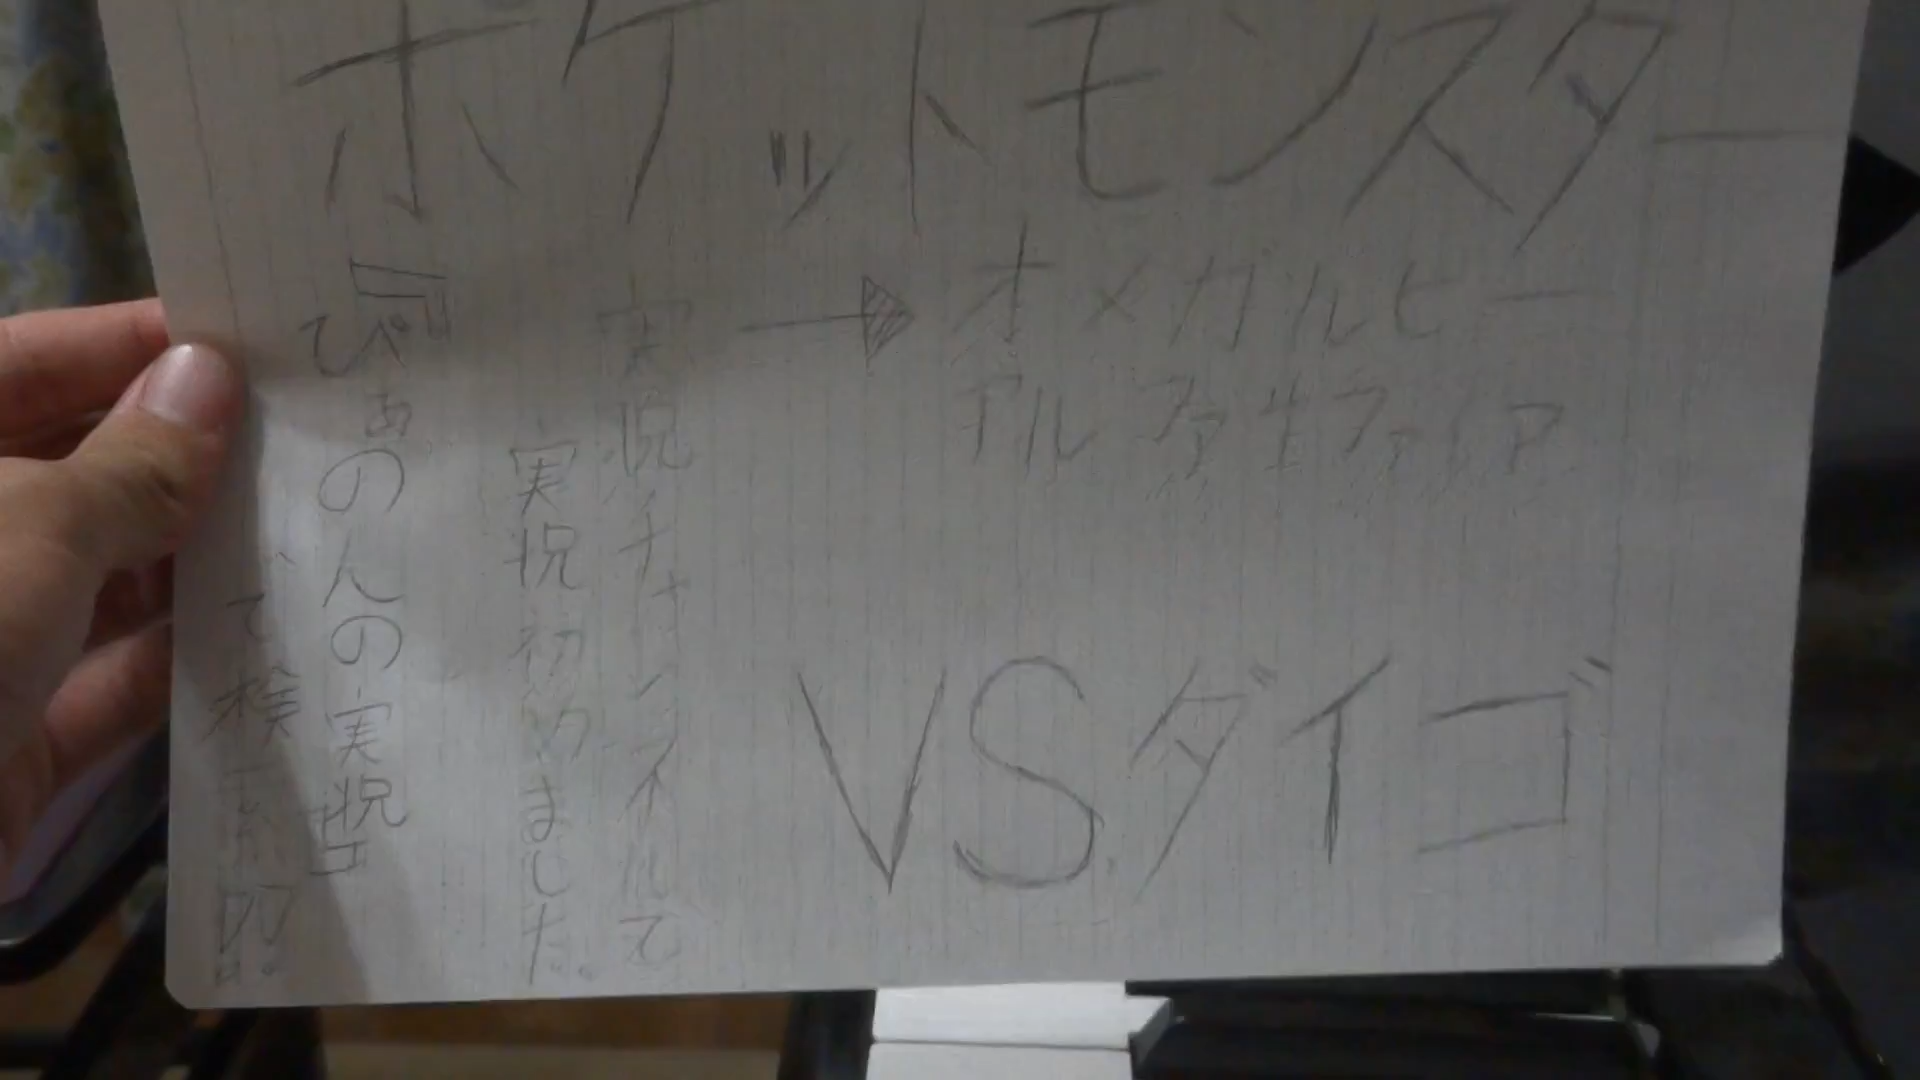 ポケットモンスター
→オメガルビー
アルファサファイア
VSダイゴ
実況チャンネルで
実況初めました。
『ぴあのんの実況
で検索